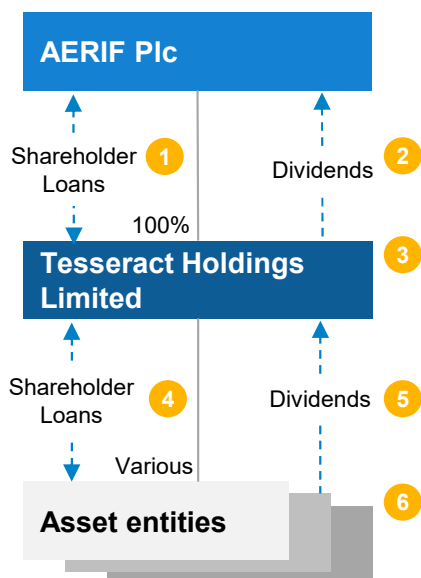 AERIF Plc
Shareholder
Loans
1
Dividends
2
100%
Tesseract Holdings
Limited
3
Shareholder
Loans
4
Dividends
5
Various
Asset entities
6